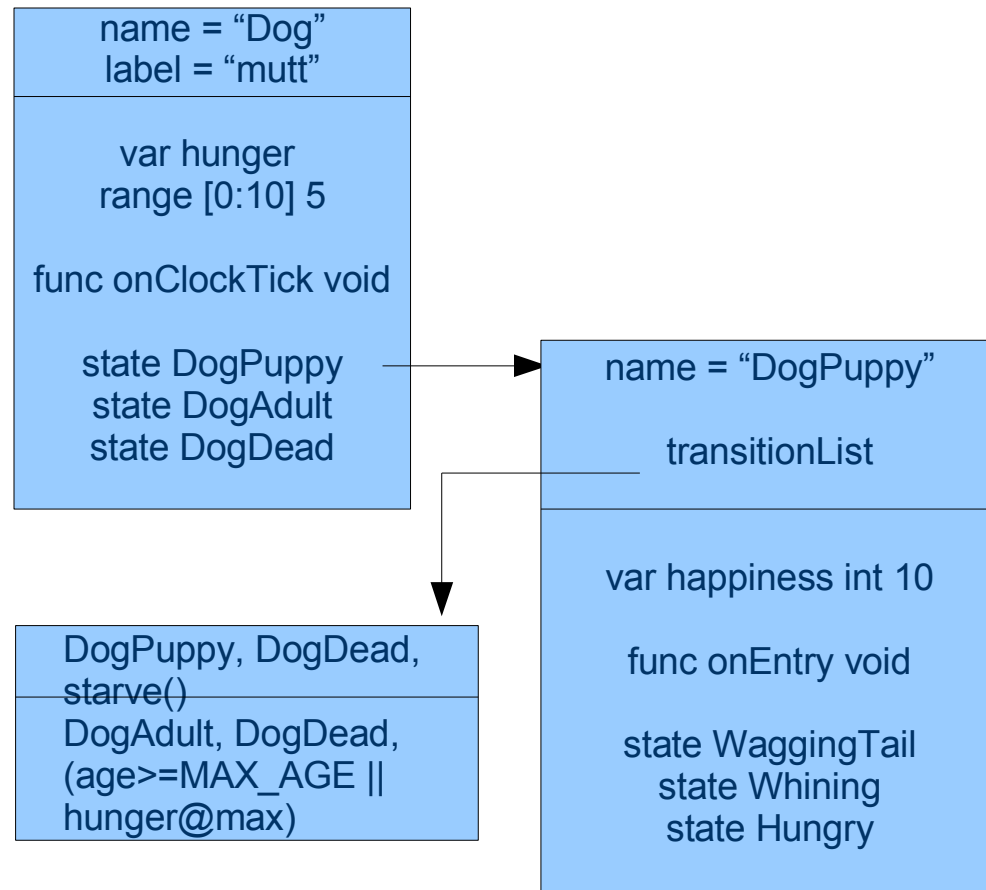 name = “Dog”
label = “mutt”
var hunger
range [0:10] 5
func onClockTick void
state DogPuppy
state DogAdult
state DogDead
name = “DogPuppy”
transitionList
var happiness int 10
func onEntry void
state WaggingTail
state Whining
state Hungry
DogPuppy, DogDead,
starve()
DogAdult, DogDead,
(age>=MAX_AGE ||
hunger@max)